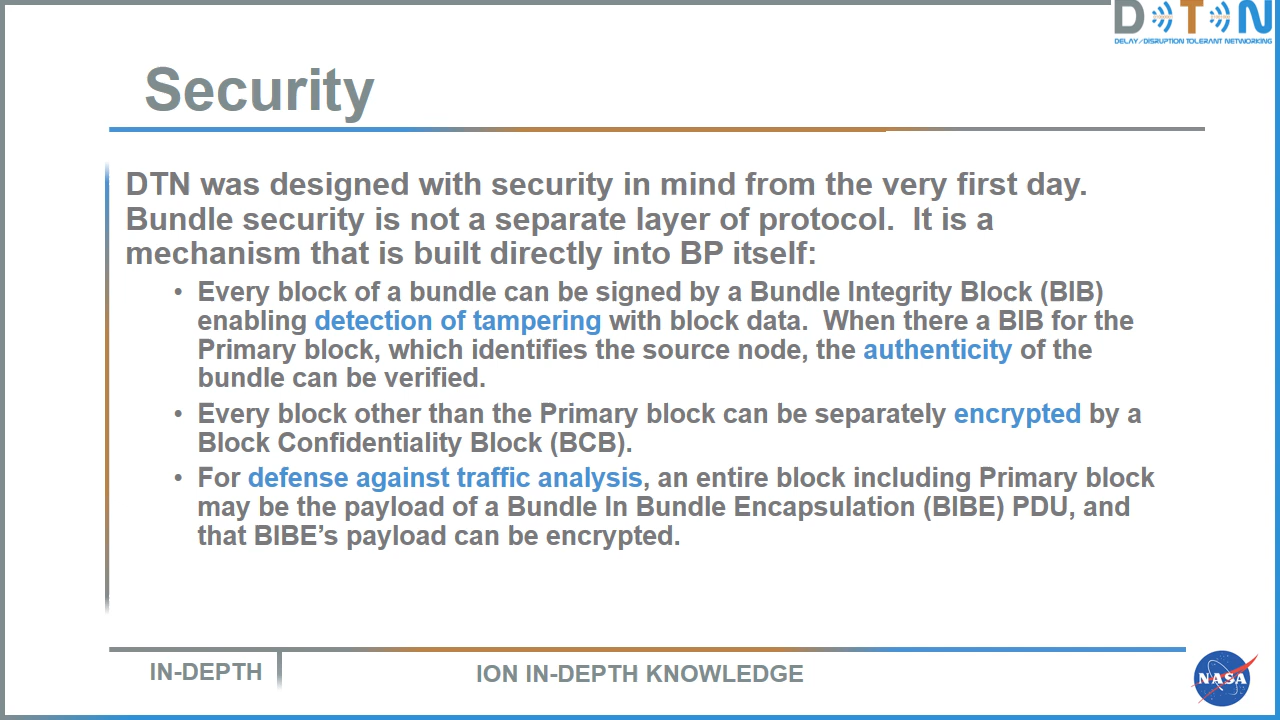 DTN
DELAY/DISRUPTION TOLERANT NETWORKING
Security
DTN was designed with security in mind from the very first day.
Bundle security is not a separate layer of protocol.  It is a
mechanism that is built directly into BP itself:
• Every block of a bundle can be signed by a Bundle Integrity Block (BIB)
enabling detection of tampering with block data.  When there a BIB for the
Primary block, which identifies the source node, the authenticity of the
bundle can be verified.
• Every block other than the Primary block can be separately encrypted by a
Block Confidentiality Block (BCB).
• For defense against traffic analysis, an entire block including Primary block
may be the payload of a Bundle In Bundle Encapsulation (BIBE) PDU, and
that BIBE’s payload can be encrypted.
IN-DEPTH
ION IN-DEPTH KNOWLEDGE
NASA